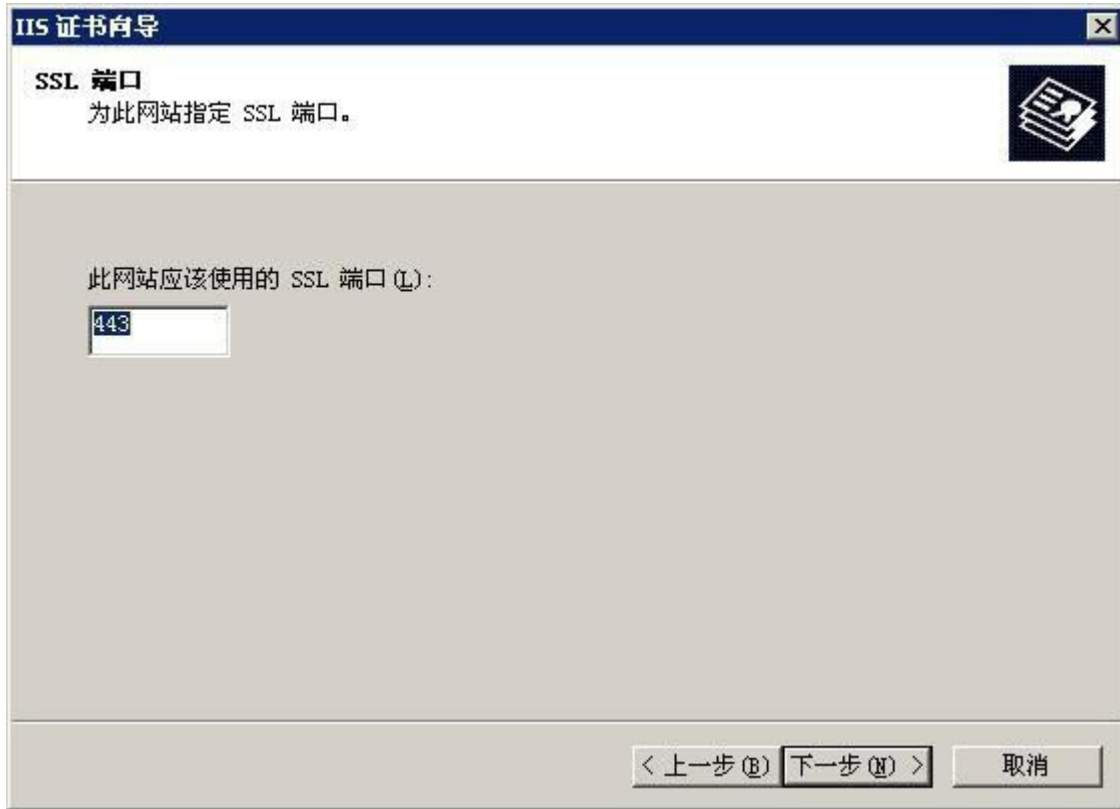 IIS 证书向导
SSL 端口
为此网站指定 SSL 端口。
此网站应该使用的 SSL 端口(L):
443
< 上一步(B) 下一步(N) > 取消